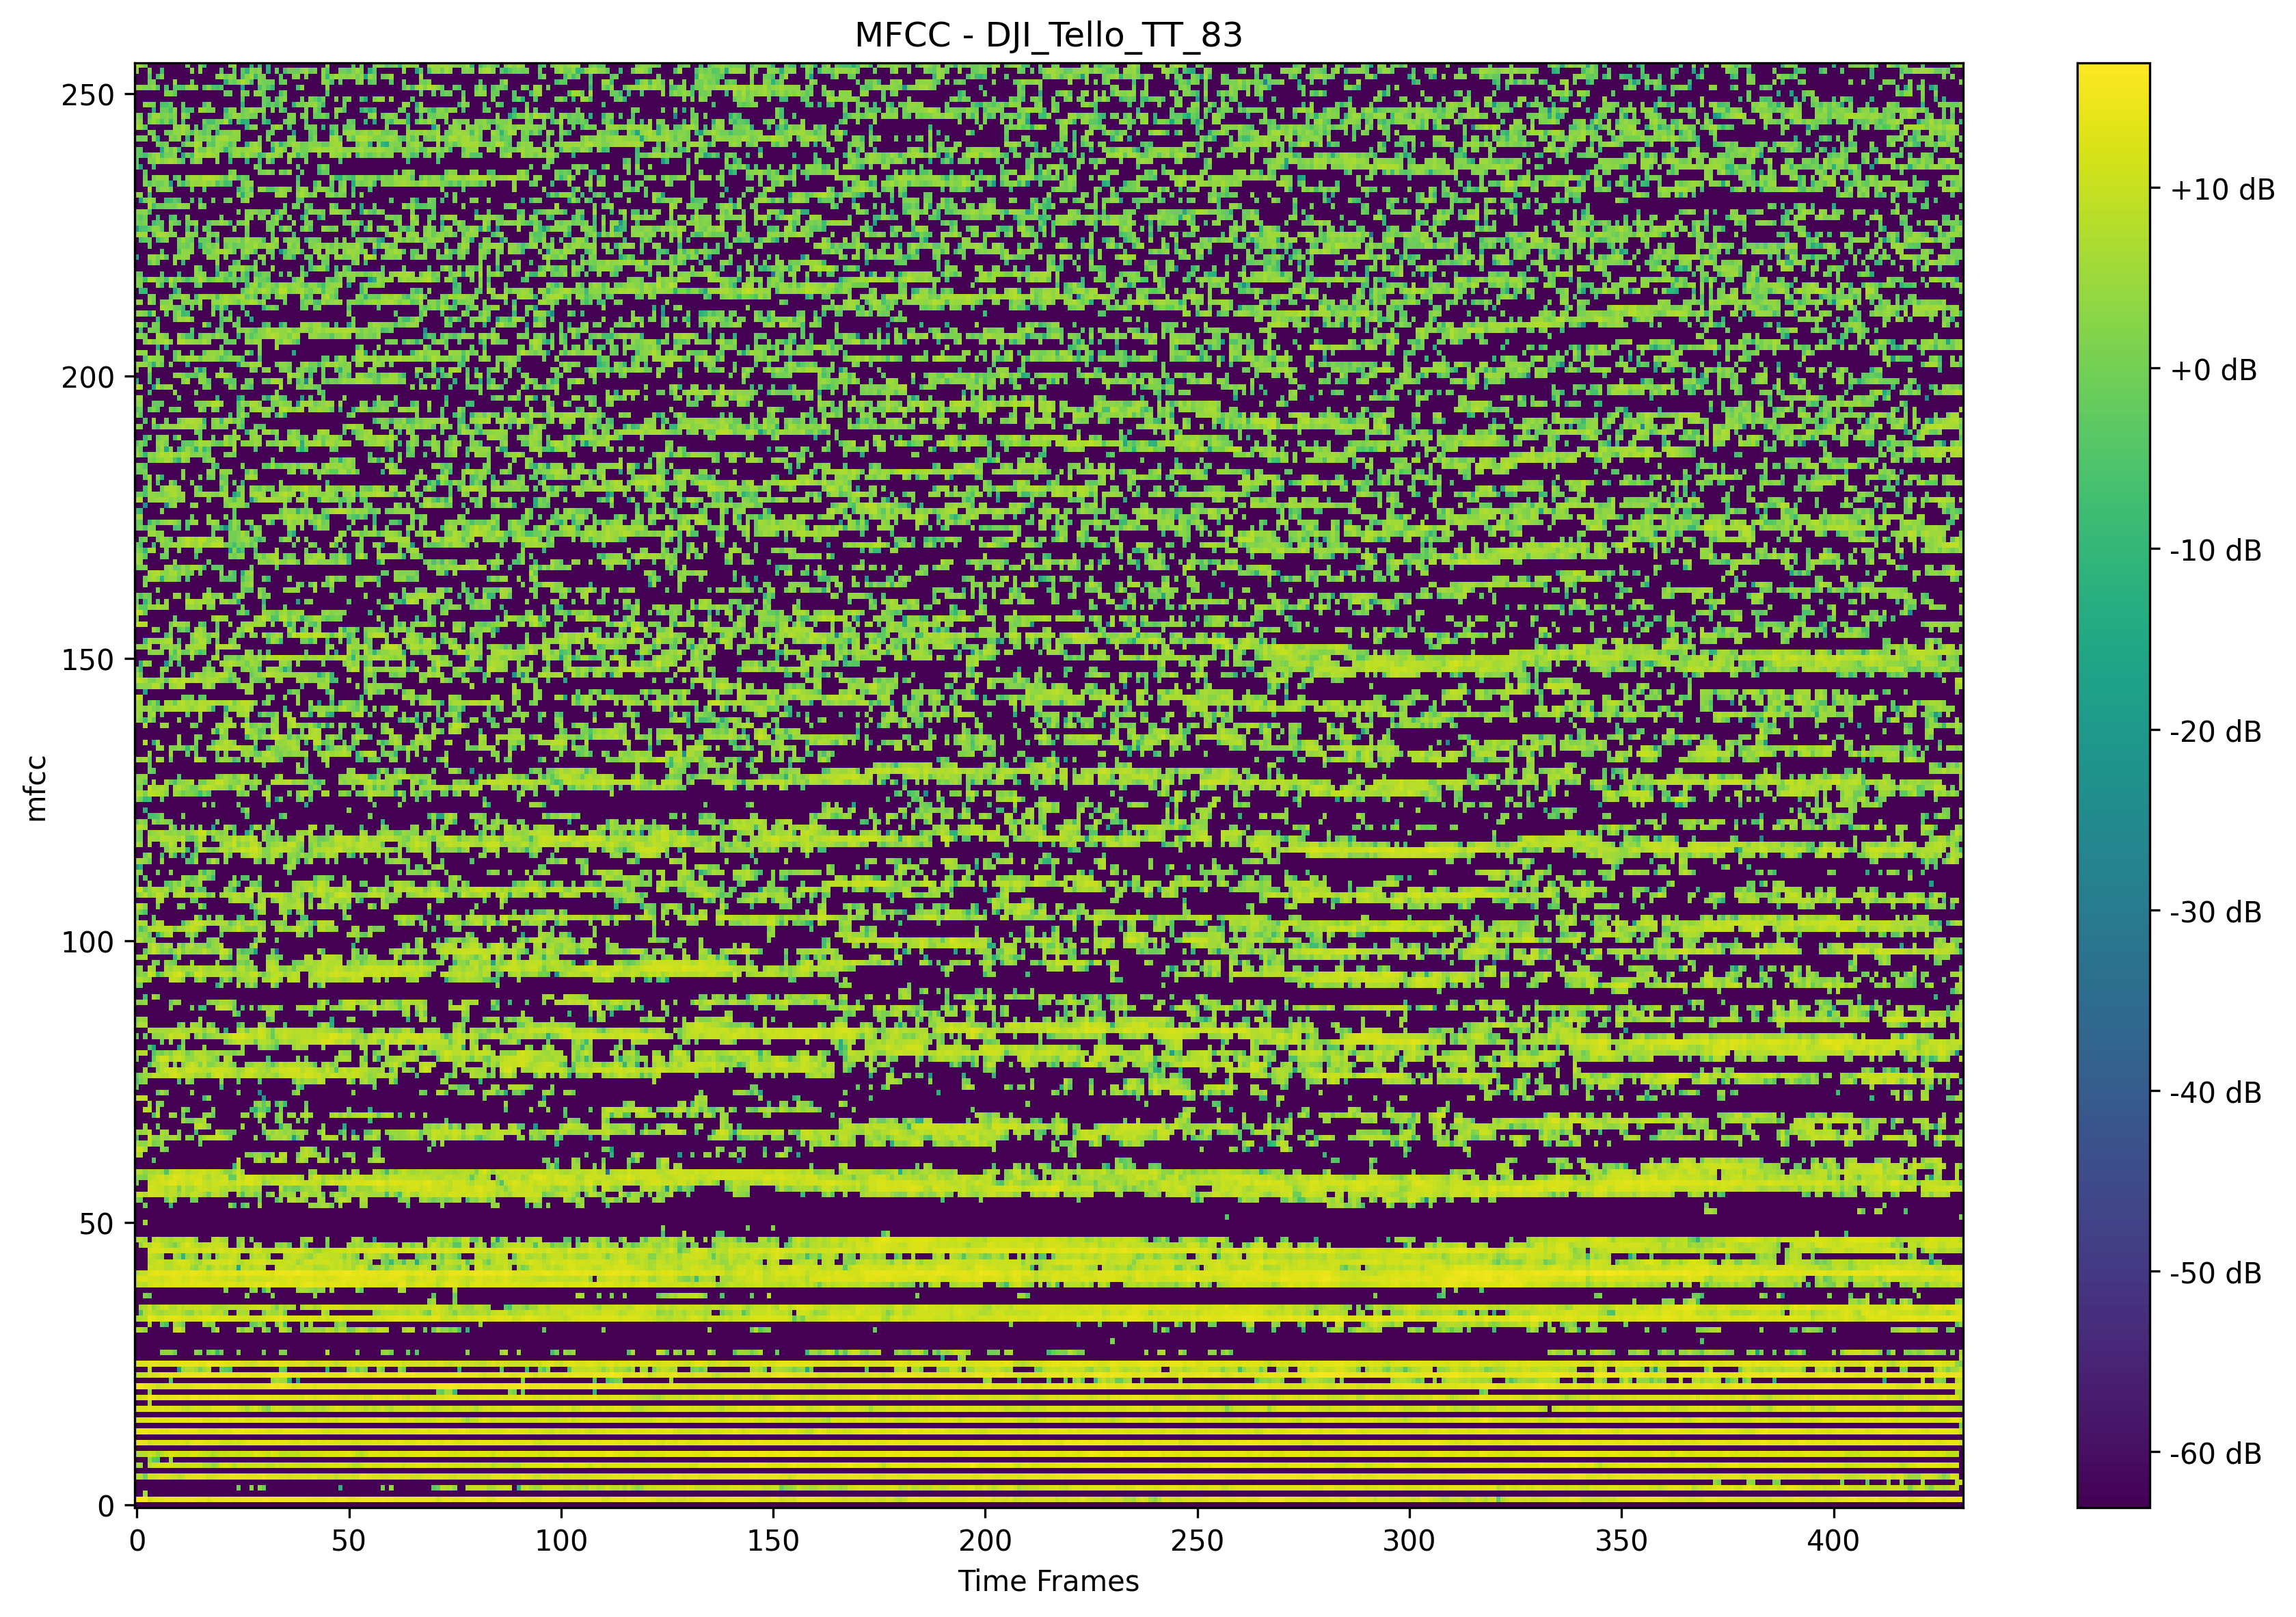 MFCC - DJI_Tello_TT_83
250
200
150
100
50
0
mfcc
0 50 100 150 200 250 300 350 400
Time Frames
+10 dB
+0 dB
-10 dB
-20 dB
-30 dB
-40 dB
-50 dB
-60 dB